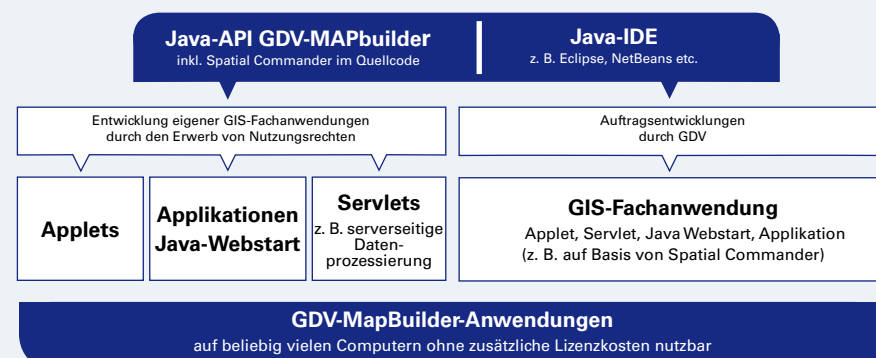 Java-API GDV-MAPbuilder
inkl. Spatial Commander im Quellcode
Java-IDE
z. B. Eclipse, NetBeans etc.
Entwicklung eigener GIS-Fachanwendungen
durch den Erwerb von Nutzungsrechten
Auftragsentwicklungen
durch GDV
Applets
Applikationen
Java-Webstart
Servlets
z. B. serverseitige
Daten-
prozessierung
GIS-Fachanwendung
Applet, Servlet, Java Webstart, Applikation
(z. B. auf Basis von Spatial Commander)
GDV-MapBuilder-Anwendungen
auf beliebig vielen Computern ohne zusätzliche Lizenzkosten nutzbar